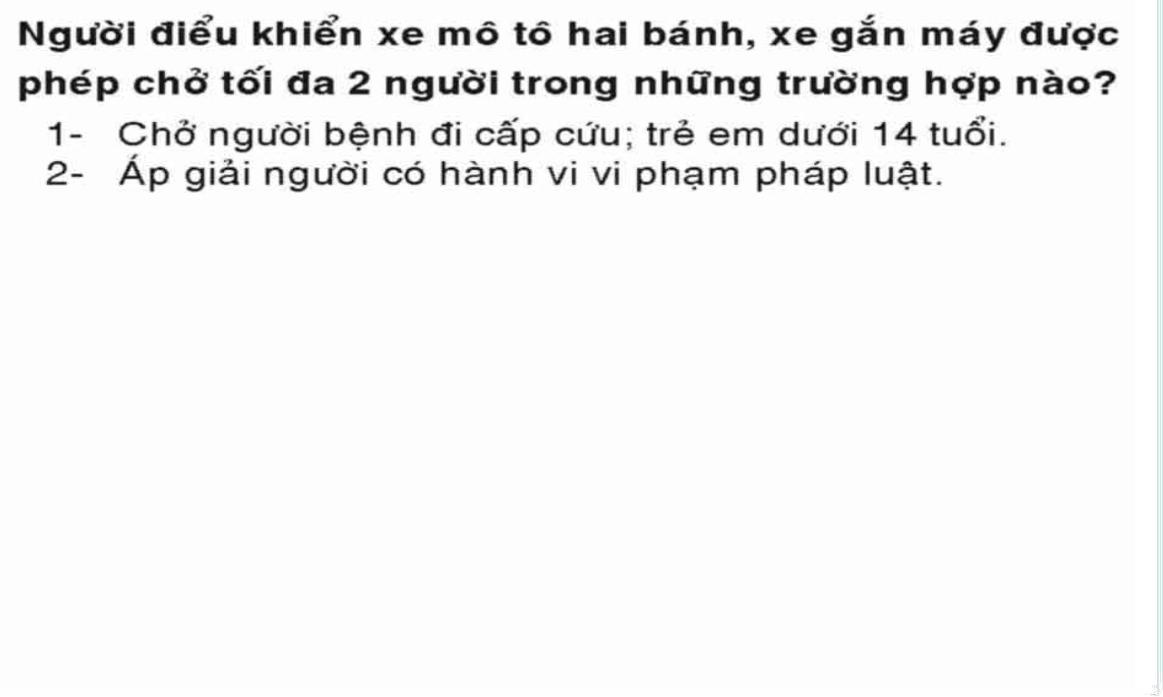 Người điểu khiển xe mô tô hai bánh, xe gắn máy được
phép chở tối đa 2 người trong những trường hợp nào?
1- Chở người bệnh đi cấp cứu; trẻ em dưới 14 tuổi.
2- Áp giải người có hành vi vi phạm pháp luật.